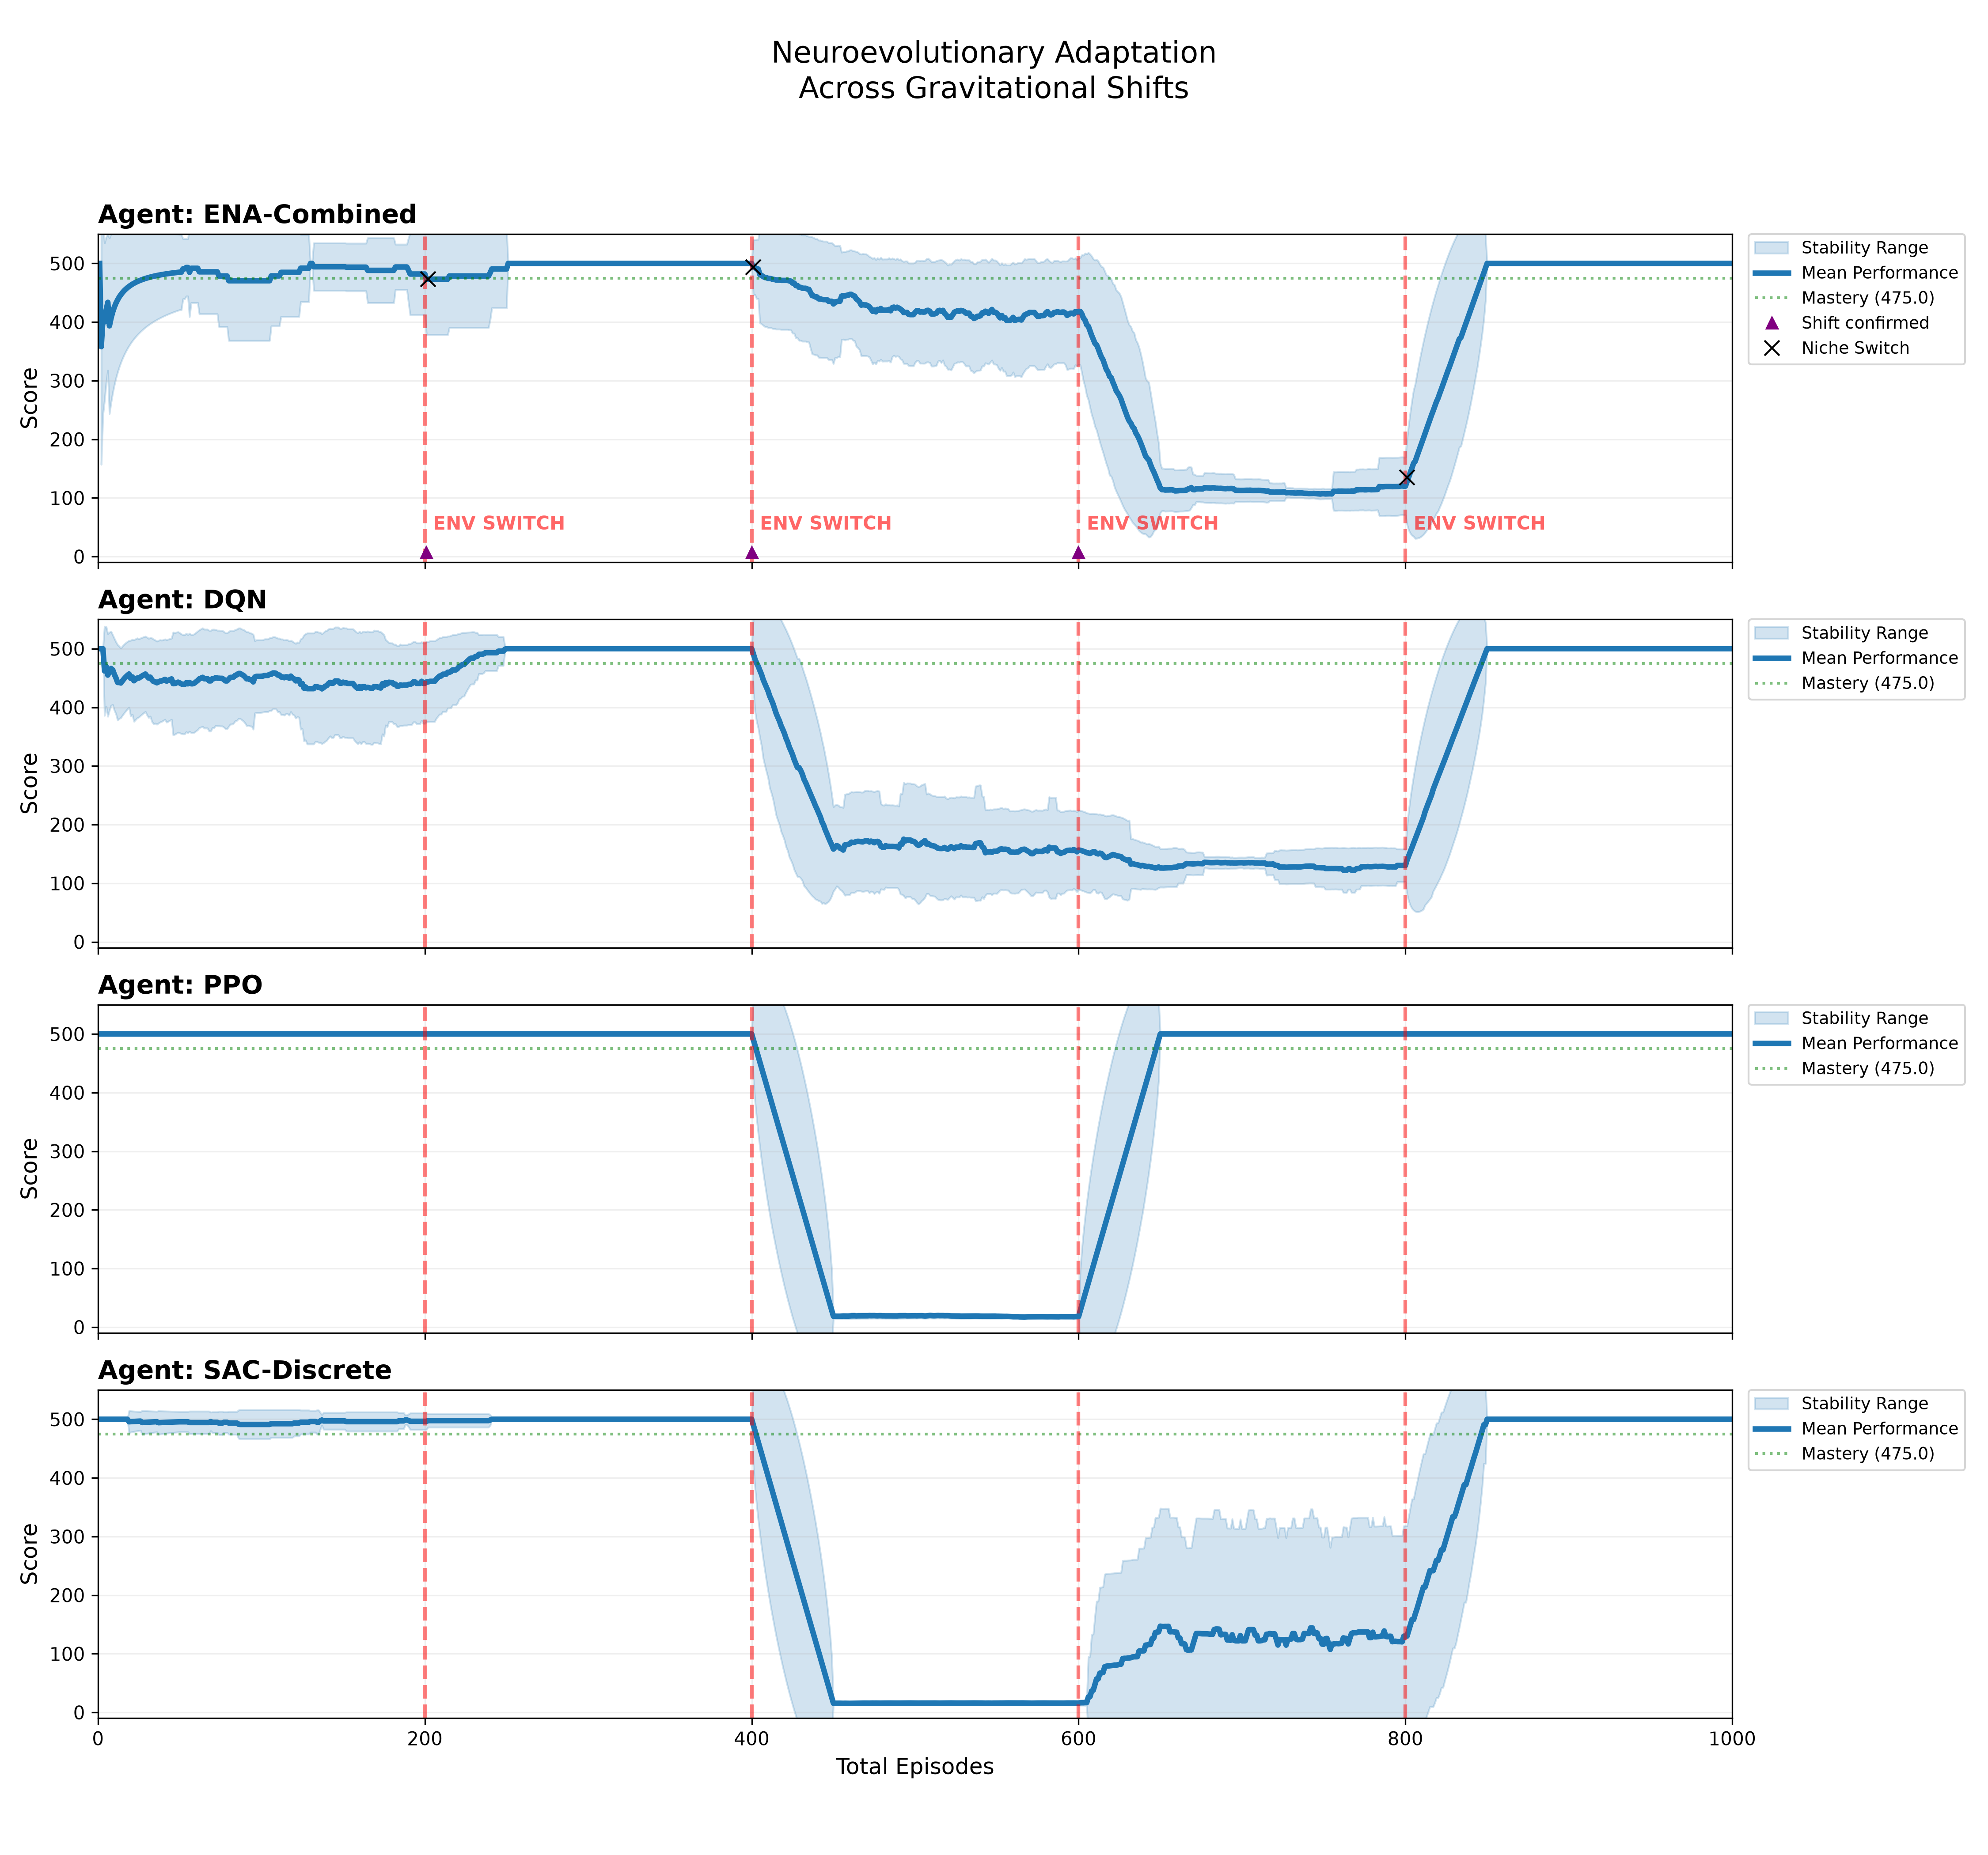 Neuroevolutionary Adaptation
Across Gravitational Shifts
Agent: ENA-Combined
Score
500
400
300
200
100
0
ENV SWITCH
ENV SWITCH
ENV SWITCH
ENV SWITCH
Stability Range
Mean Performance
Mastery (475.0)
Shift confirmed
Niche Switch
Agent: DQN
Score
500
400
300
200
100
0
Stability Range
Mean Performance
Mastery (475.0)
Agent: PPO
Score
500
400
300
200
100
0
Stability Range
Mean Performance
Mastery (475.0)
Agent: SAC-Discrete
Score
500
400
300
200
100
0
Stability Range
Mean Performance
Mastery (475.0)
0
200
400
600
800
1000
Total Episodes